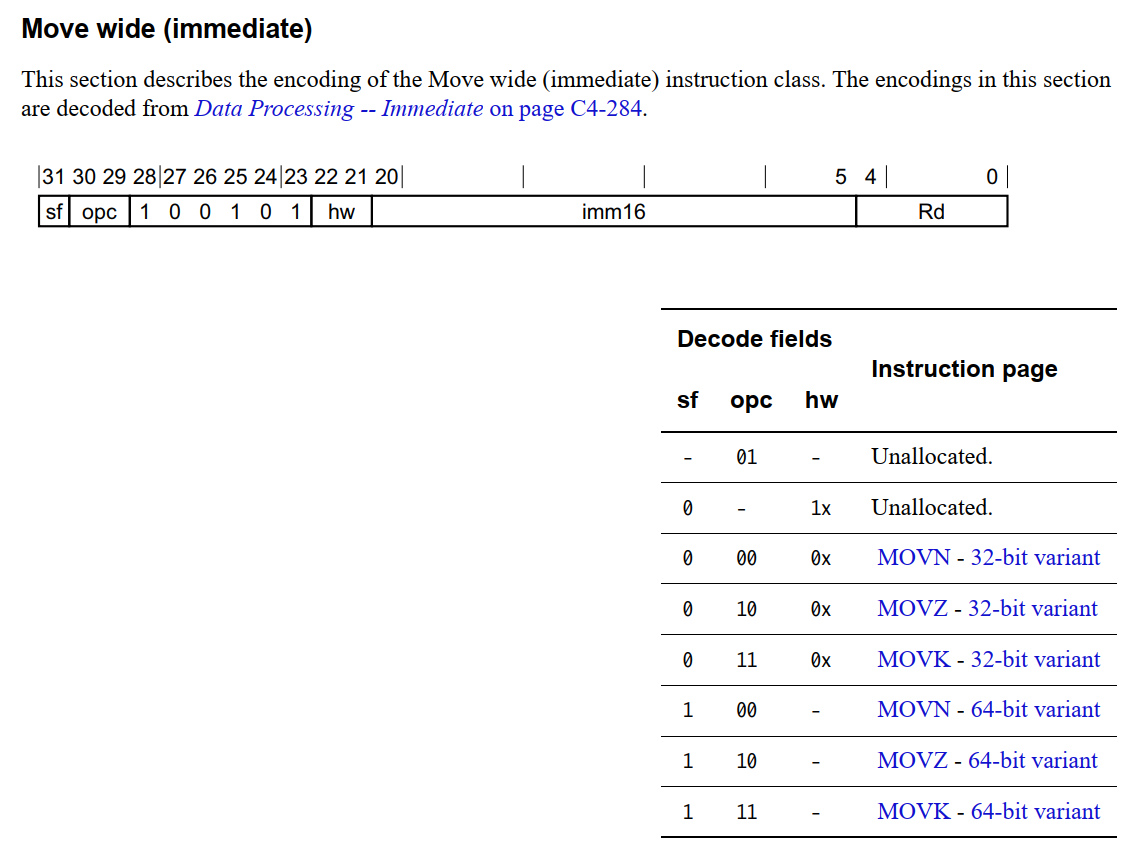 Move wide (immediate)
This section describes the encoding of the Move wide (immediate) instruction class. The encodings in this section
are decoded from Data Processing -- Immediate on page C4-284.
31 30 29 28 27 26 25 24 23 22 21 20 5 4 0
sf opc 1 0 0 1 0 1 hw imm16 Rd
Decode fields
Instruction page
sf opc hw
- 01 - Unallocated.
0 - 1x Unallocated.
0 00 0x MOVN - 32-bit variant
0 10 0x MOVZ - 32-bit variant
0 11 0x MOVK - 32-bit variant
1 00 - MOVN - 64-bit variant
1 10 - MOVZ - 64-bit variant
1 11 - MOVK - 64-bit variant